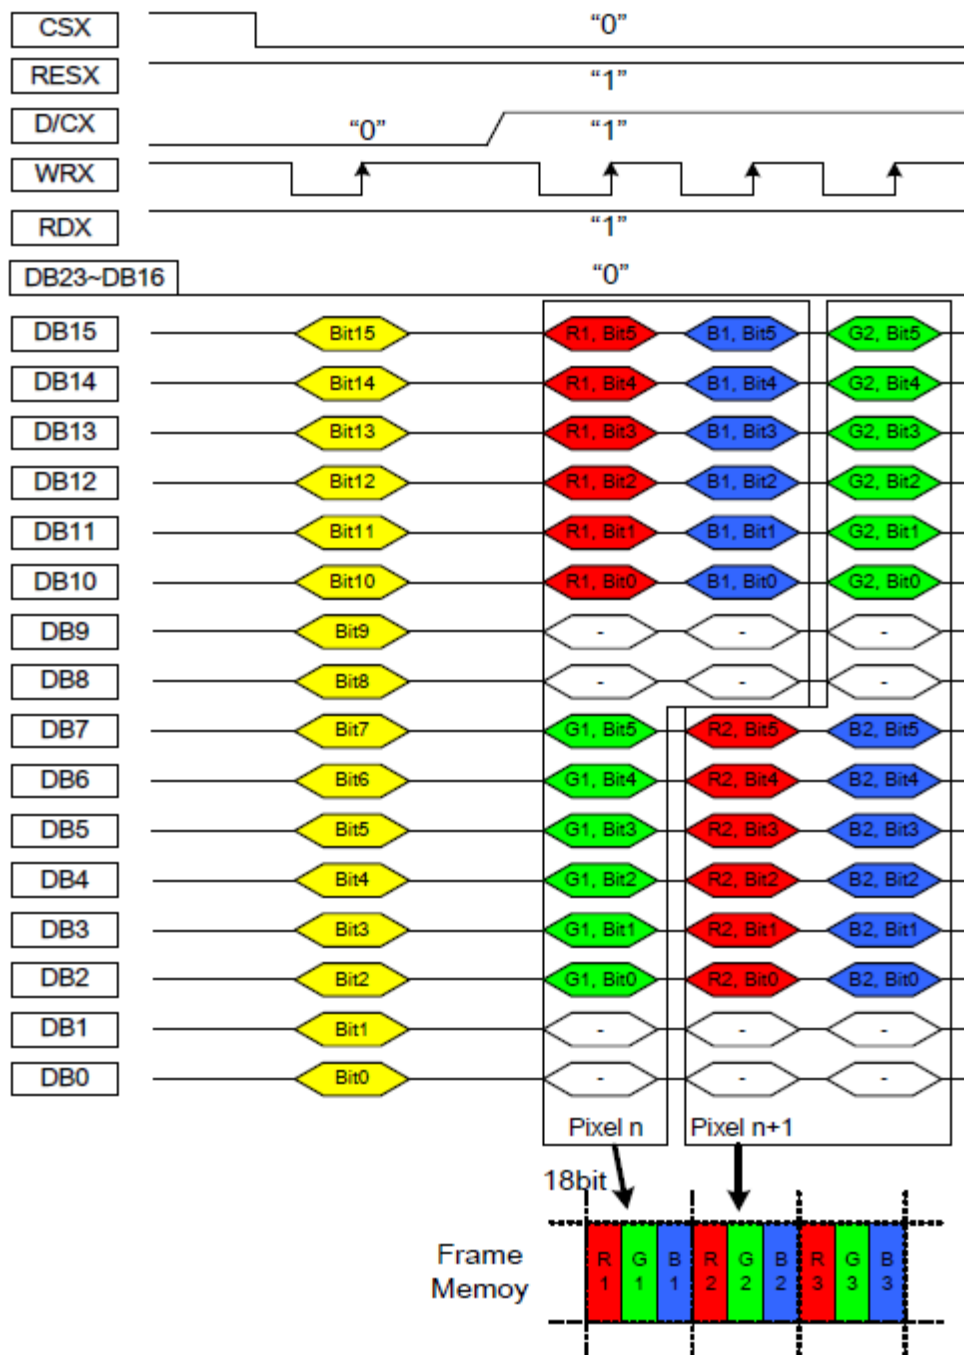 CSX "0"
RESX "1"
D/CX "0" "1"
WRX
RDX "1"
DB23~DB16 "0"
DB15 Bit15 R1, Bit5 B1, Bit5 G2, Bit5
DB14 Bit14 R1, Bit4 B1, Bit4 G2, Bit4
DB13 Bit13 R1, Bit3 B1, Bit3 G2, Bit3
DB12 Bit12 R1, Bit2 B1, Bit2 G2, Bit2
DB11 Bit11 R1, Bit1 B1, Bit1 G2, Bit1
DB10 Bit10 R1, Bit0 B1, Bit0 G2, Bit0
DB9 Bit9 - - -
DB8 Bit8 - - -
DB7 Bit7 G1, Bit5 R2, Bit5 B2, Bit5
DB6 Bit6 G1, Bit4 R2, Bit4 B2, Bit4
DB5 Bit5 G1, Bit3 R2, Bit3 B2, Bit3
DB4 Bit4 G1, Bit2 R2, Bit2 B2, Bit2
DB3 Bit3 G1, Bit1 R2, Bit1 B2, Bit1
DB2 Bit2 G1, Bit0 R2, Bit0 B2, Bit0
DB1 Bit1 - - -
DB0 Bit0 - - -
Pixel n Pixel n+1
18bit
Frame
Memoy
R G B R G B R G B
1 1 1 2 2 2 3 3 3